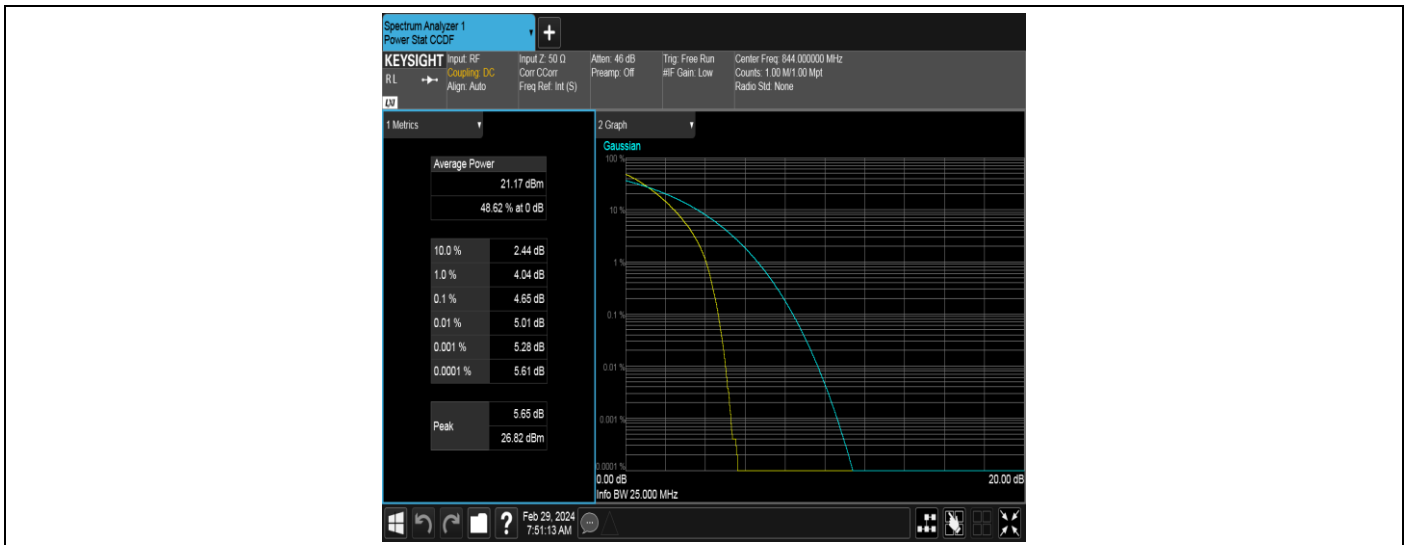 Spectrum Analyzer 1
Power Stat CCDF
+
KEYSIGHT
RL
LXI
Input: RF
Coupling: DC
Align: Auto
Input Z: 50 Ω
Corr CCorr
Freq Ref: Int (S)
Atten: 46 dB
Preamp: Off
Trig: Free Run
#IF Gain: Low
Center Freq: 844.000000 MHz
Counts: 1.00 M/1.00 Mpt
Radio Std: None
1 Metrics
Average Power
21.17 dBm
48.62 % at 0 dB
10.0 % 2.44 dB
1.0 % 4.04 dB
0.1 % 4.65 dB
0.01 % 5.01 dB
0.001 % 5.28 dB
0.0001 % 5.61 dB
Peak
5.65 dB
26.82 dBm
2 Graph
Gaussian
100 %
10 %
1 %
0.1 %
0.01 %
0.001 %
0.0001 %
0.00 dB 20.00 dB
Info BW 25.000 MHz
?
Feb 29, 2024
7:51:13 AM